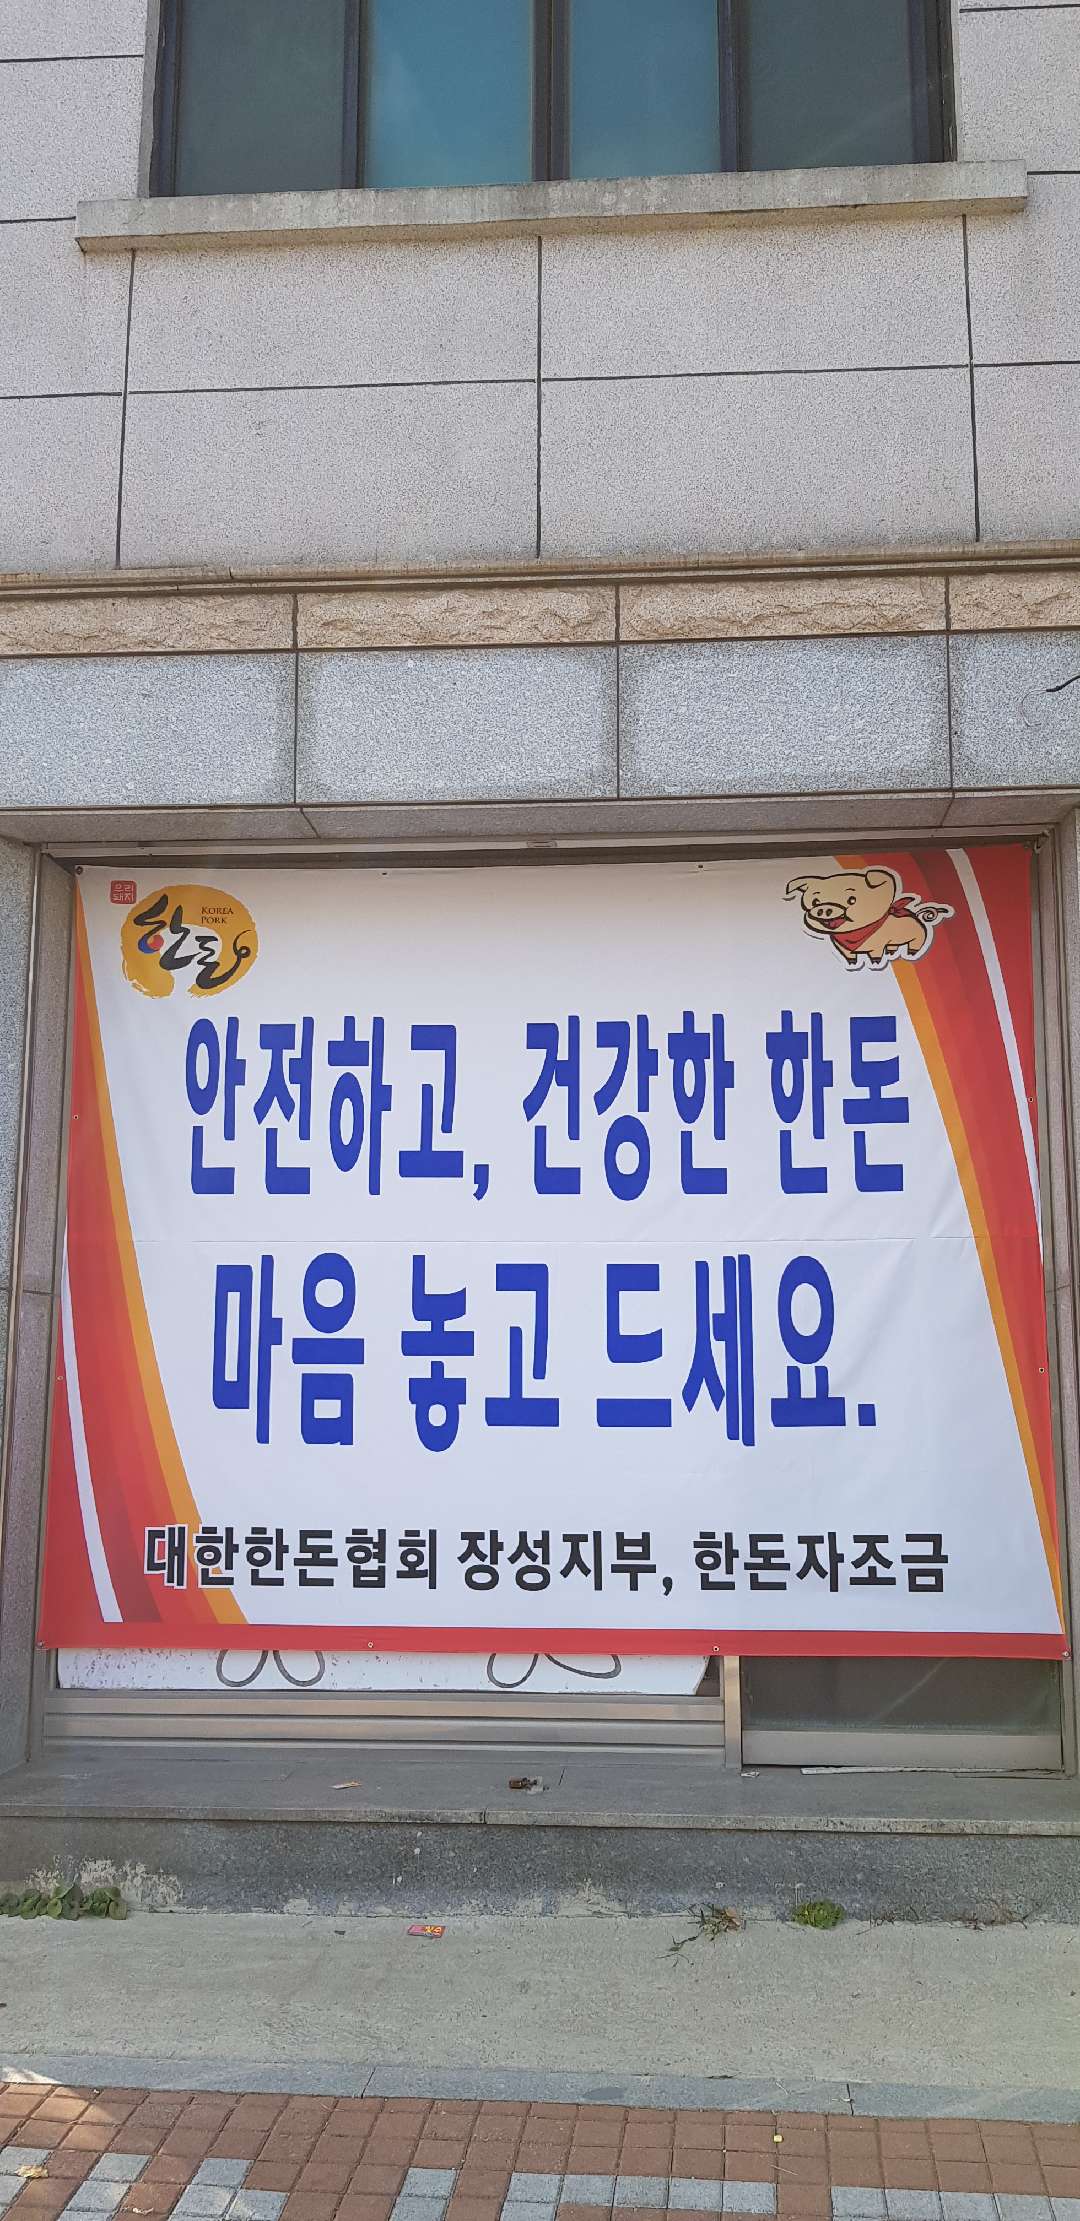 우리
돼지
한돈
KOREA
PORK
안전하고, 건강한 한돈
마음 놓고 드세요.
대한한돈협회 장성지부, 한돈자조금